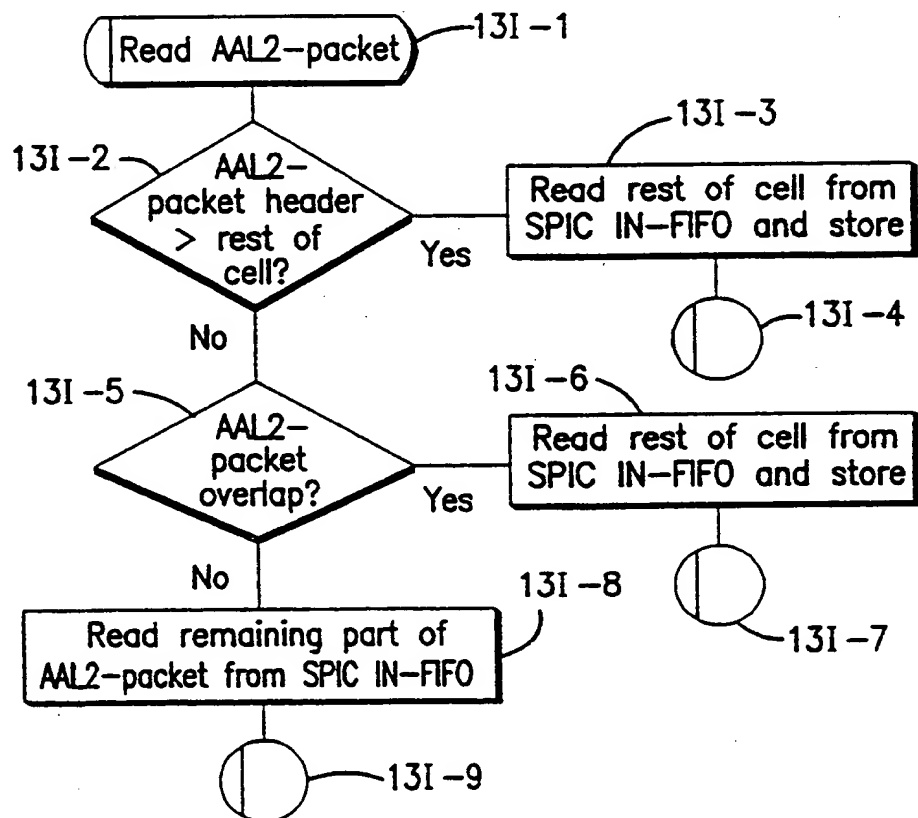 Read AAL2-packet
13I-1
13I-2
AAL2-
packet header
> rest of
cell?
Yes
13I-3
Read rest of cell from
SPIC IN-FIFO and store
13I-4
No
13I-5
AAL2-
packet
overlap?
Yes
13I-6
Read rest of cell from
SPIC IN-FIFO and store
13I-7
No
13I-8
Read remaining part of
AAL2-packet from SPIC IN-FIFO
13I-9